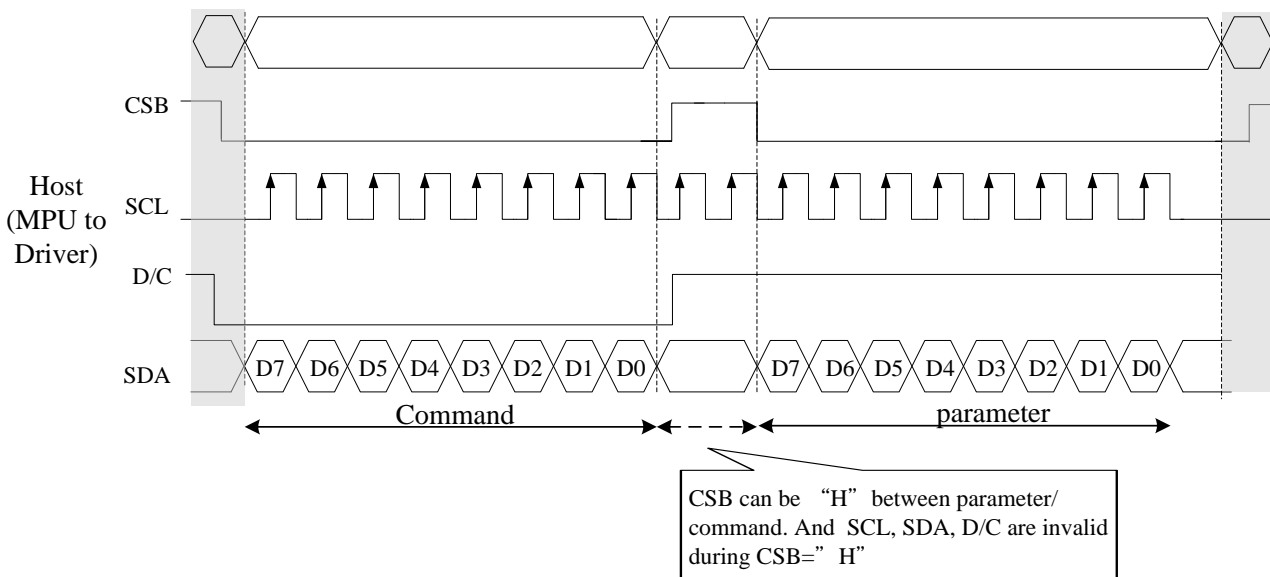 CSB
Host
(MPU to
Driver)
SCL
D/C
SDA
D7 D6 D5 D4 D3 D2 D1 D0 D7 D6 D5 D4 D3 D2 D1 D0
Command parameter
CSB can be “H” between parameter/
command. And SCL, SDA, D/C are invalid
during CSB=”H”